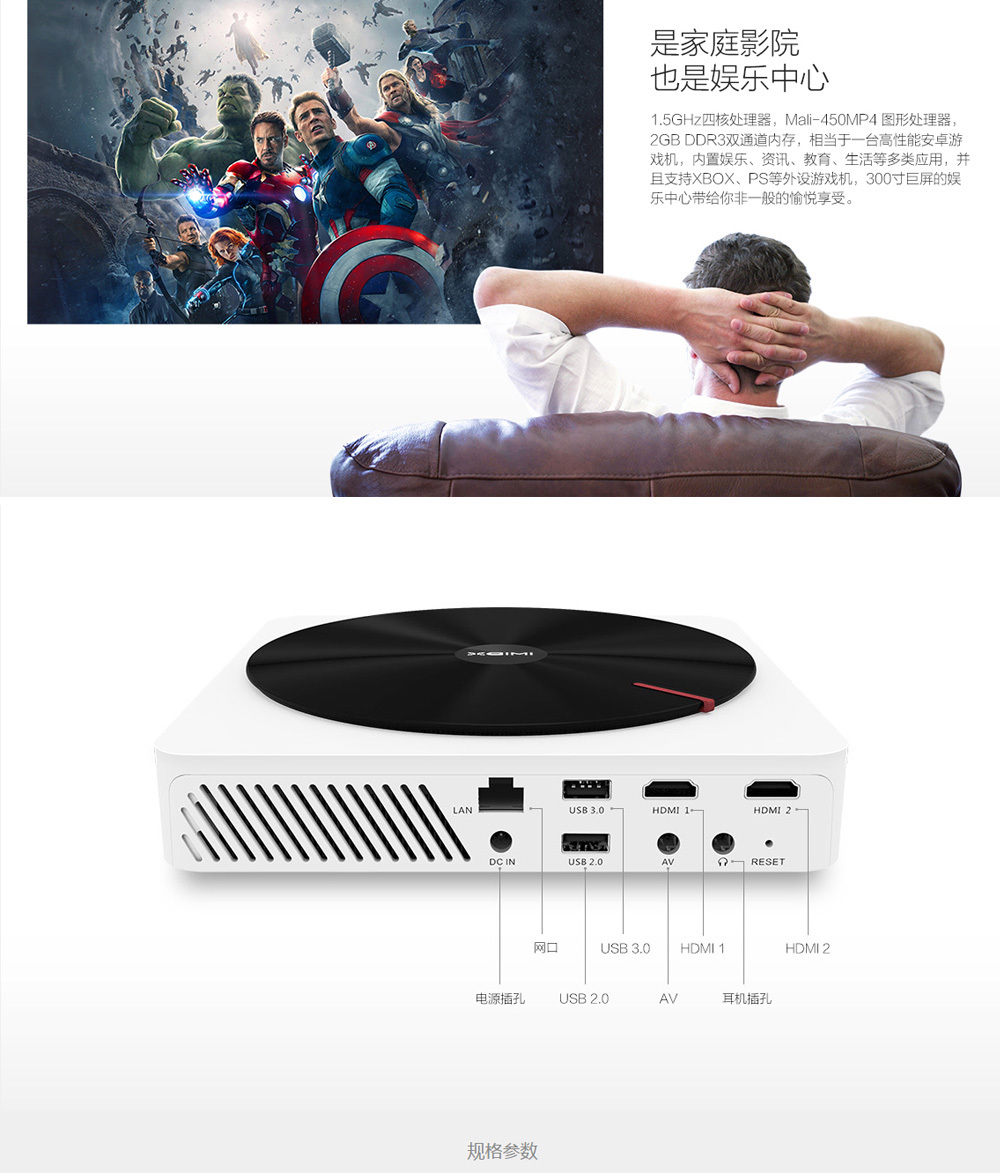 是家庭影院
也是娱乐中心
1.5GHz四核处理器，Mali-450MP4 图形处理器，
2GB DDR3双通道内存，相当于一台高性能安卓游
戏机，内置娱乐、资讯、教育、生活等多类应用，并
且支持XBOX、PS等外设游戏机，300寸巨屏的娱
乐中心带给你非一般的愉悦享受。
XGIMI
LAN
USB 3.0
HDMI 1
HDMI 2
DC IN
USB 2.0
AV
RESET
网口
USB 3.0
HDMI 1
HDMI 2
电源插孔
USB 2.0
AV
耳机插孔
规格参数